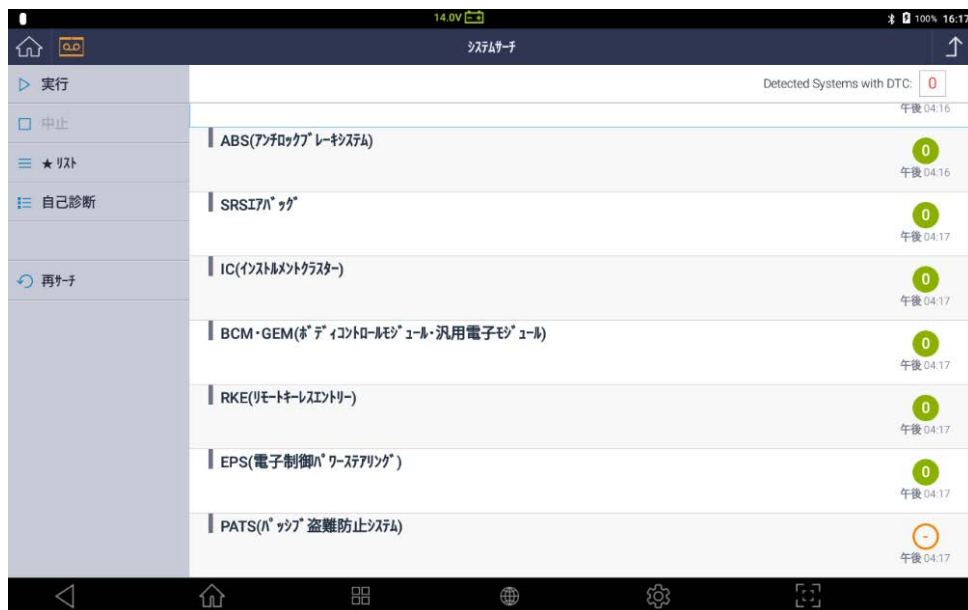 14.0V
100% 16:17
システムサーチ
実行
中止
★ リスト
自己診断
再サーチ
Detected Systems with DTC: 0
午後 04:16
ABS(アンチロックブレーキシステム)
0
午後 04:16
SRSエアバッグ
0
午後 04:17
IC(インストルメントクラスター)
0
午後 04:17
BCM・GEM(ボディコントロールモジュール・汎用電子モジュール)
0
午後 04:17
RKE(リモートキーレスエントリー)
0
午後 04:17
EPS(電子制御パワーステアリング)
0
午後 04:17
PATS(パッシブ盗難防止システム)
-
午後 04:17